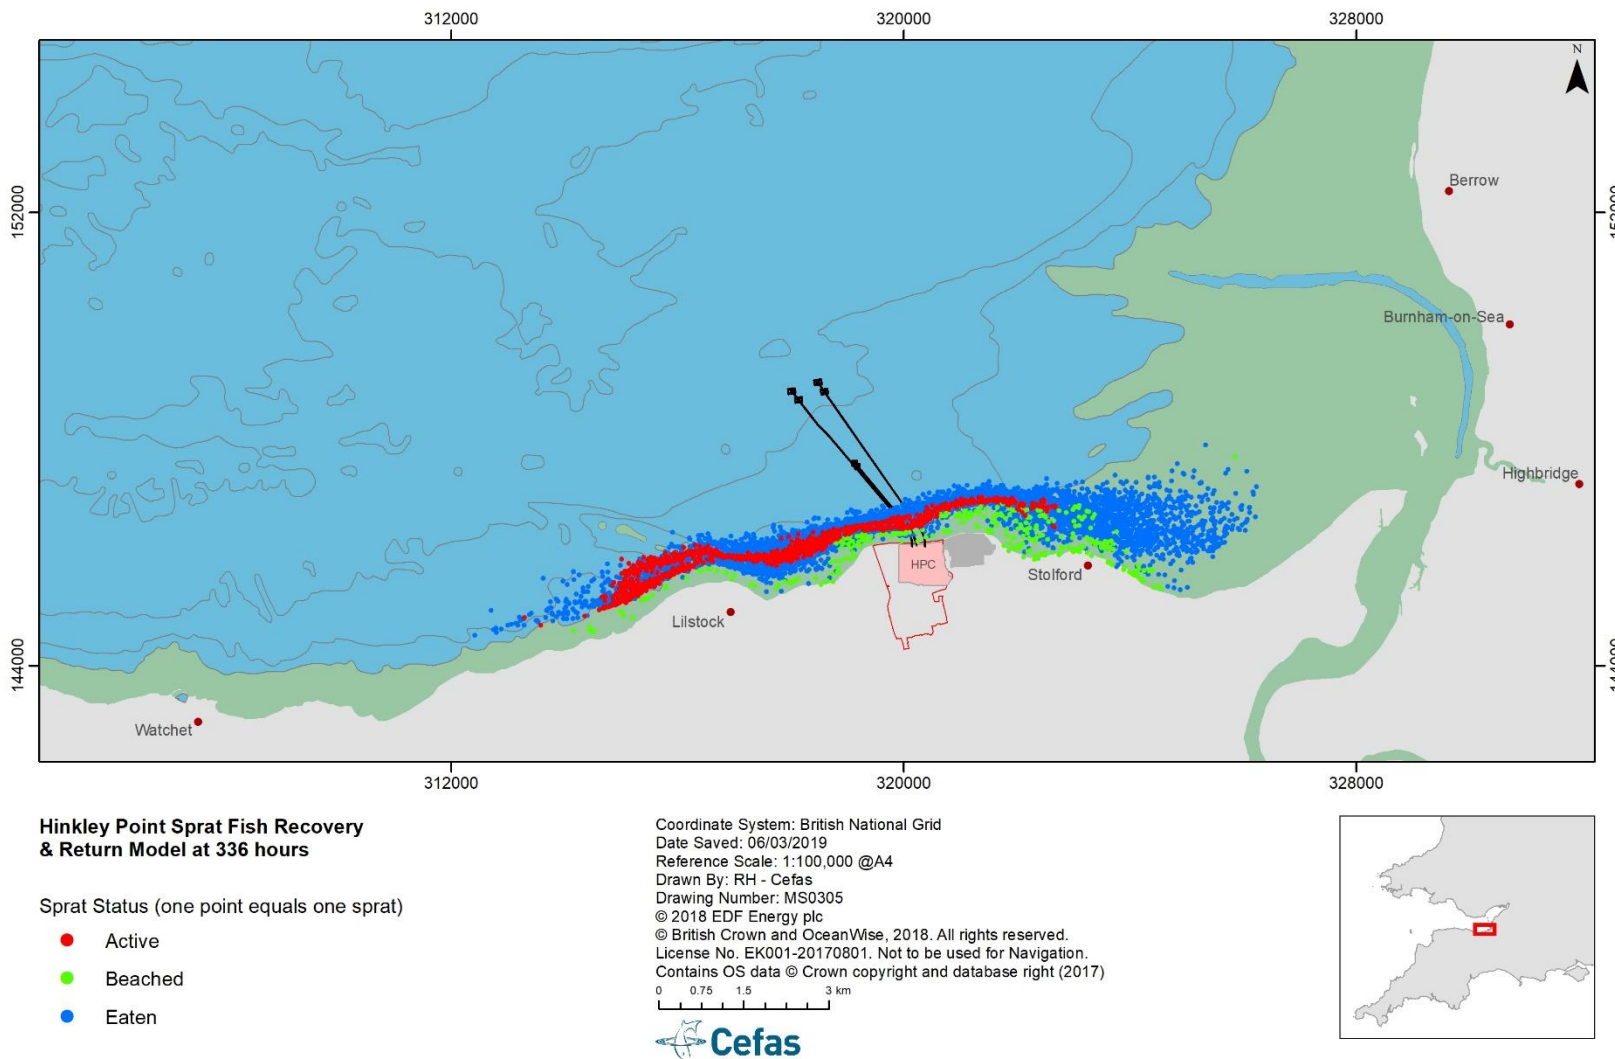 312000
320000
328000
N
Berrow
152000
152000
Burnham-on-Sea
Highbridge
HPC
Stolford
Lilstock
144000
144000
Watchet
312000
320000
328000
Hinkley Point Sprat Fish Recovery
& Return Model at 336 hours
Sprat Status (one point equals one sprat)
Active
Beached
Eaten
Coordinate System: British National Grid
Date Saved: 06/03/2019
Reference Scale: 1:100,000 @A4
Drawn By: RH - Cefas
Drawing Number: MS0305
© 2018 EDF Energy plc
© British Crown and OceanWise, 2018. All rights reserved.
License No. EK001-20170801. Not to be used for Navigation.
Contains OS data © Crown copyright and database right (2017)
0 0.75 1.5 3 km
Cefas